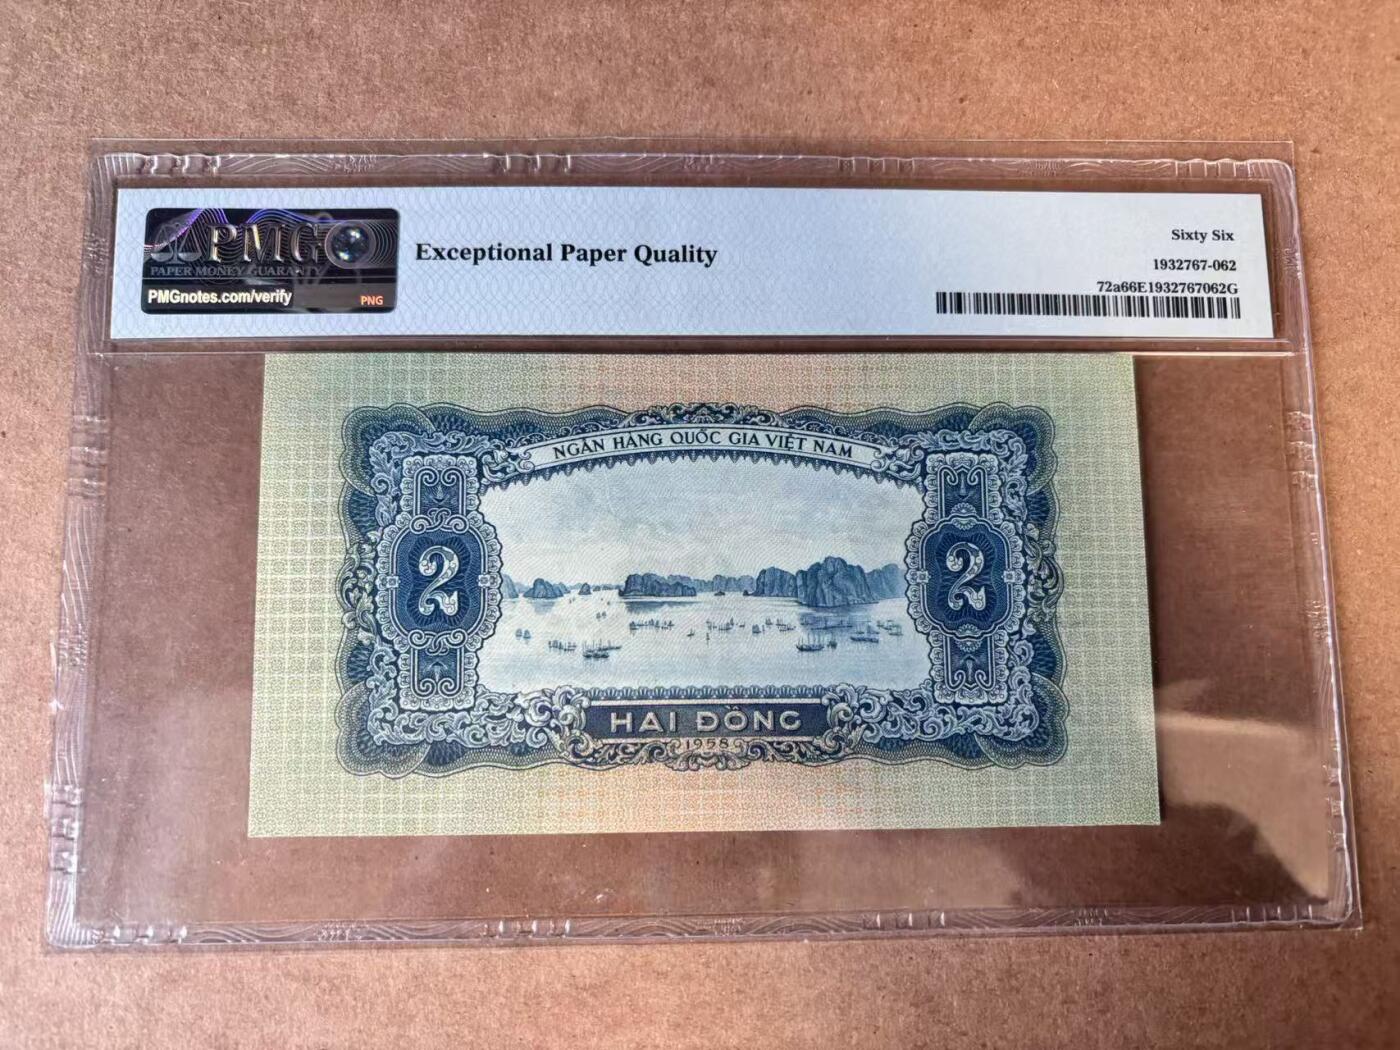 PMG
PAPER MONEY GUARANTY
PMGnotes.com/verify
PNG
Exceptional Paper Quality
Sixty Six
1932767-062
72a66E1932767062G
NGÂN HÀNG QUỐC GIA VIỆT NAM
2
2
HAI ĐỒNG
1958